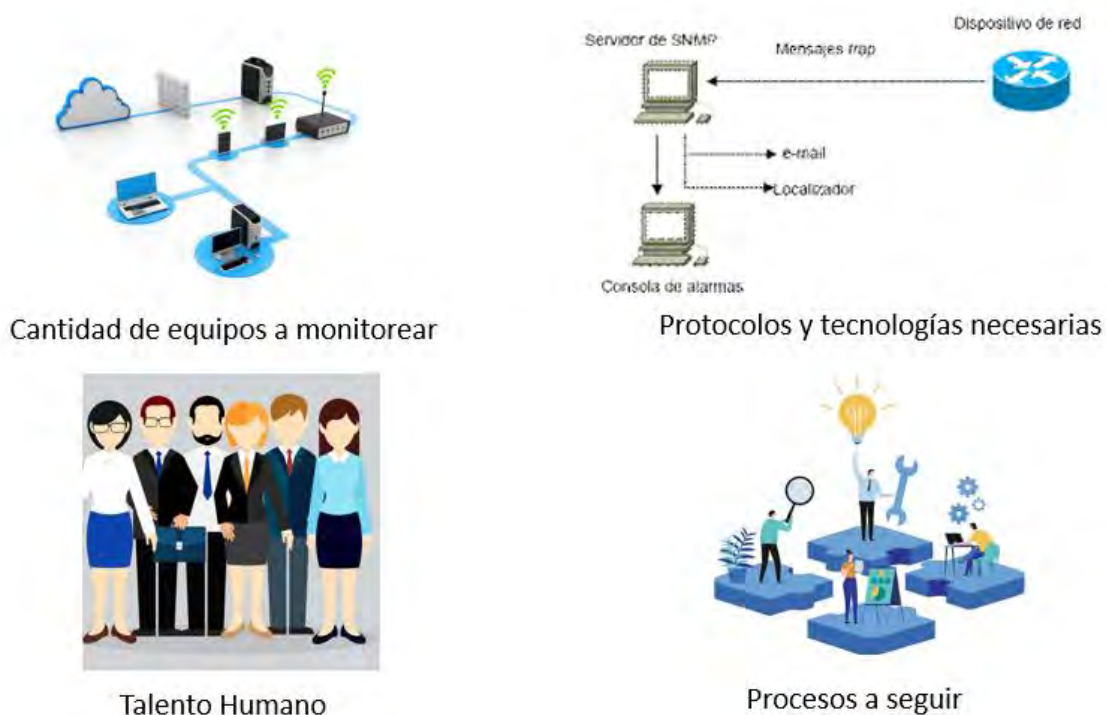 Dispositivo de red
Servidor de SNMP
Mensajes trap
e-mail
Localizador
Consola de alarmas
Cantidad de equipos a monitorear
Protocolos y tecnologías necesarias
Talento Humano
Procesos a seguir